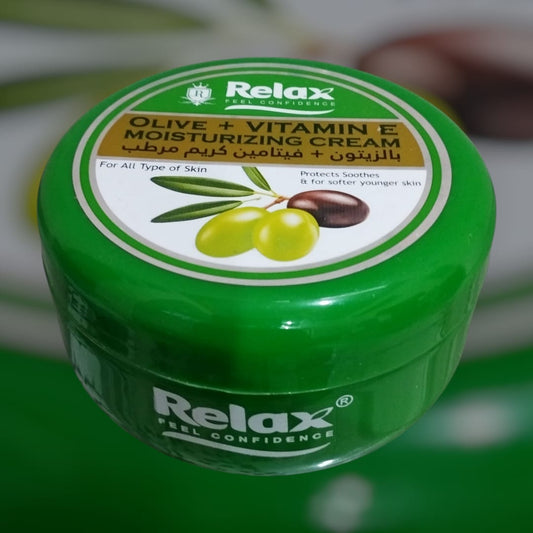 R
Relax
FEEL CONFIDENCE
OLIVE + VITAMIN E
MOISTURIZING CREAM
بالزيتون + فيتامين كريم مرطب
For All Type of Skin
Protects Soothes
& for softer younger skin
Relax®
FEEL CONFIDENCE